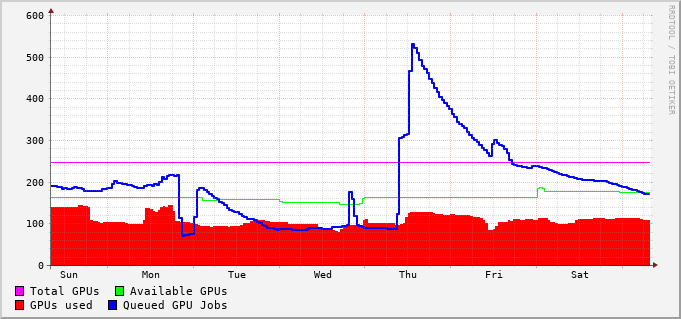 600
500
400
300
200
100
0
Sun Mon Tue Wed Thu Fri Sat
Total GPUs Available GPUs
GPUs used Queued GPU Jobs
RRDTOOL / TOBI OETIKER